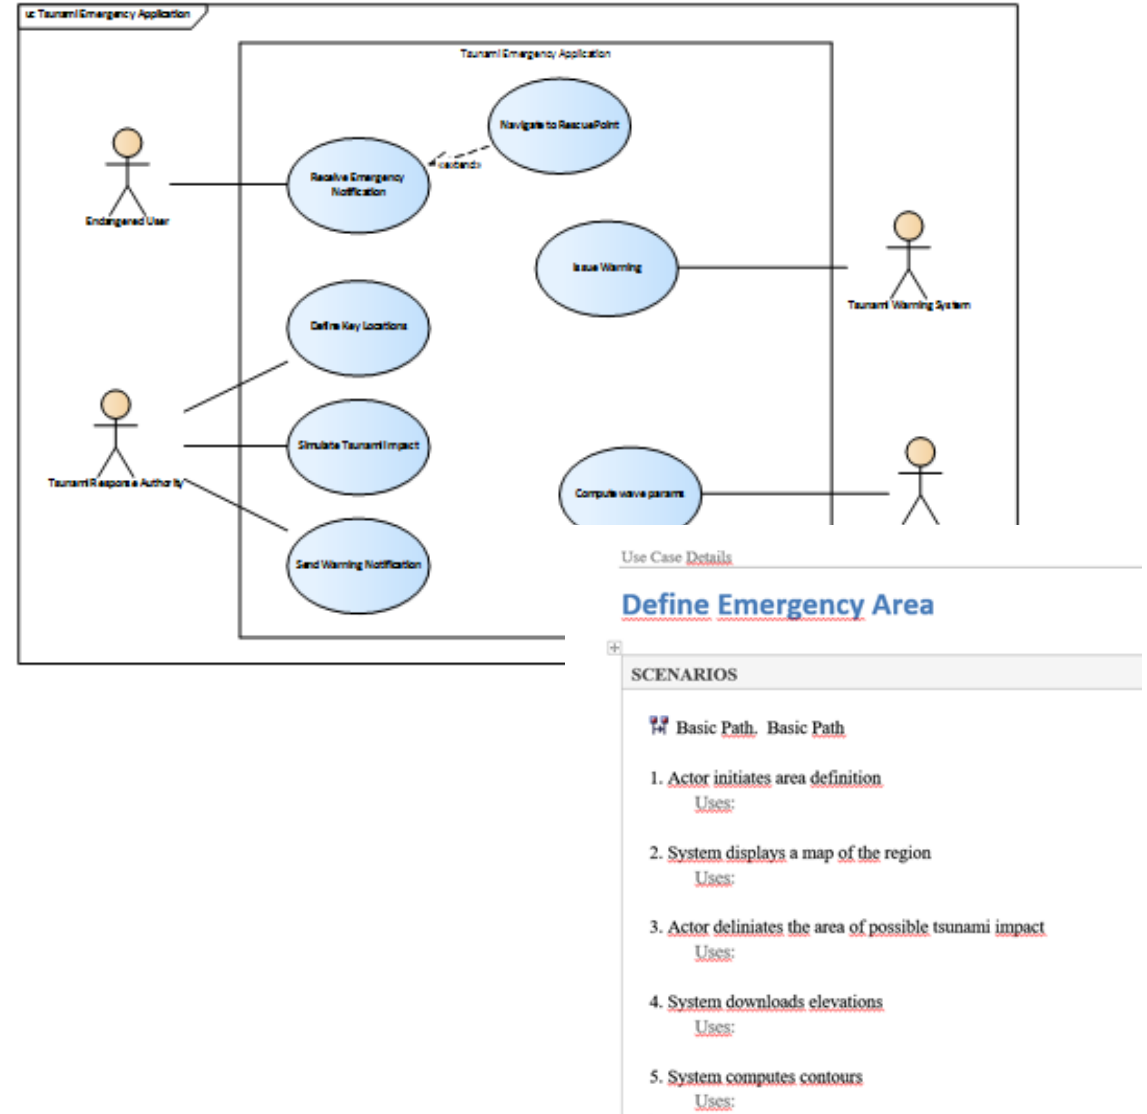 uc Tsunami Emergency Application
Tsunami Emergency Application
Navigate to RescuePoint
«extend»
Receive Emergency
Notification
Endangered User
Issue Warning
Tsunami Warning System
Define Key Locations
Simulate Tsunami Impact
Tsunami Response Authority
Compute wave params
Send Warning Notification
Use Case Details
Define Emergency Area
SCENARIOS
Basic Path. Basic Path
1. Actor initiates area definition
Uses:
2. System displays a map of the region
Uses:
3. Actor deliniates the area of possible tsunami impact
Uses:
4. System downloads elevations
Uses:
5. System computes contours
Uses: